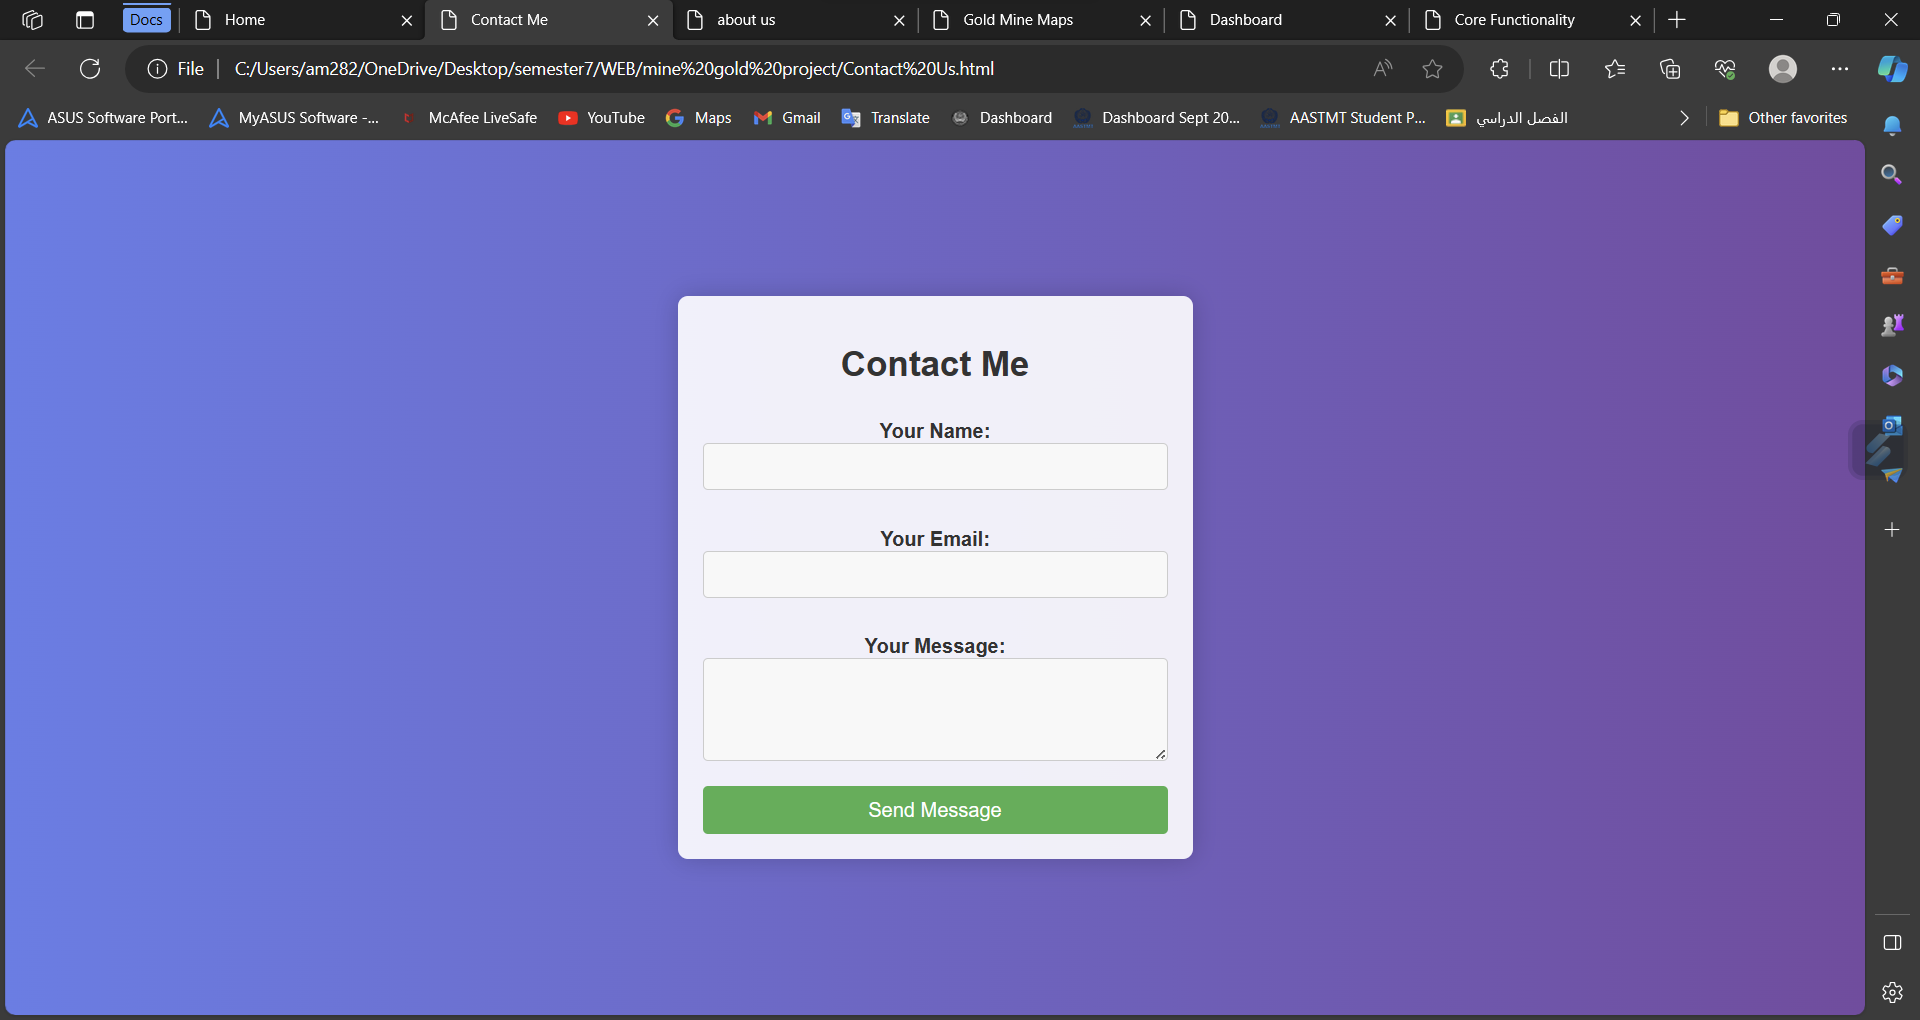 Docs
Home
Contact Me
about us
Gold Mine Maps
Dashboard
Core Functionality
File
C:/Users/am282/OneDrive/Desktop/semester7/WEB/mine%20gold%20project/Contact%20Us.html
ASUS Software Port...
MyASUS Software -...
McAfee LiveSafe
YouTube
Maps
Gmail
Translate
Dashboard
Dashboard Sept 20...
AASTMT Student P...
الفصل الدراسي
Other favorites
Contact Me
Your Name:
Your Email:
Your Message:
Send Message